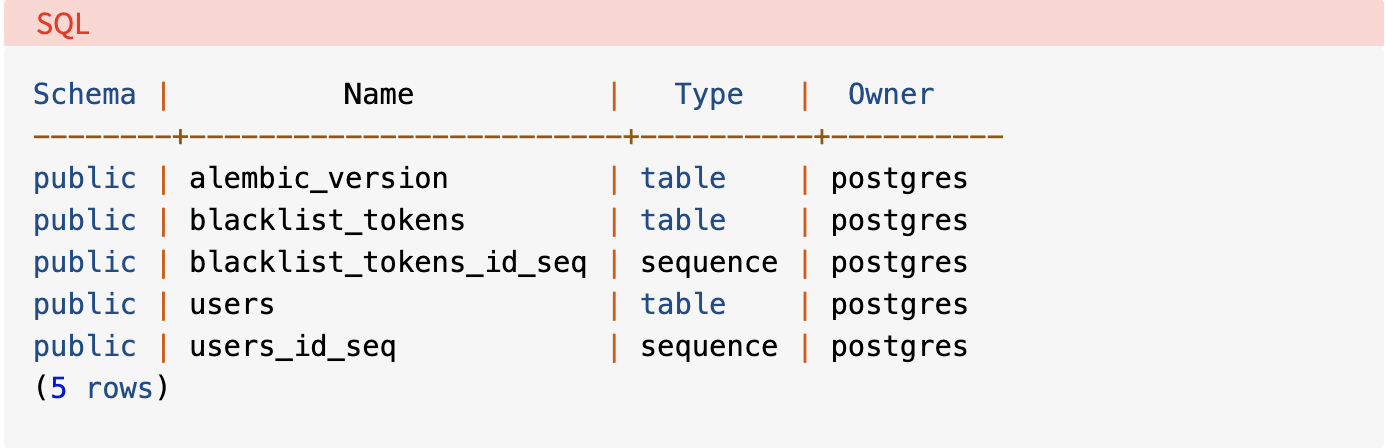 SQL
Schema |          Name           |   Type   |  Owner
--------+-------------------------+----------+----------
public | alembic_version         | table    | postgres
public | blacklist_tokens        | table    | postgres
public | blacklist_tokens_id_seq | sequence | postgres
public | users                   | table    | postgres
public | users_id_seq            | sequence | postgres
(5 rows)